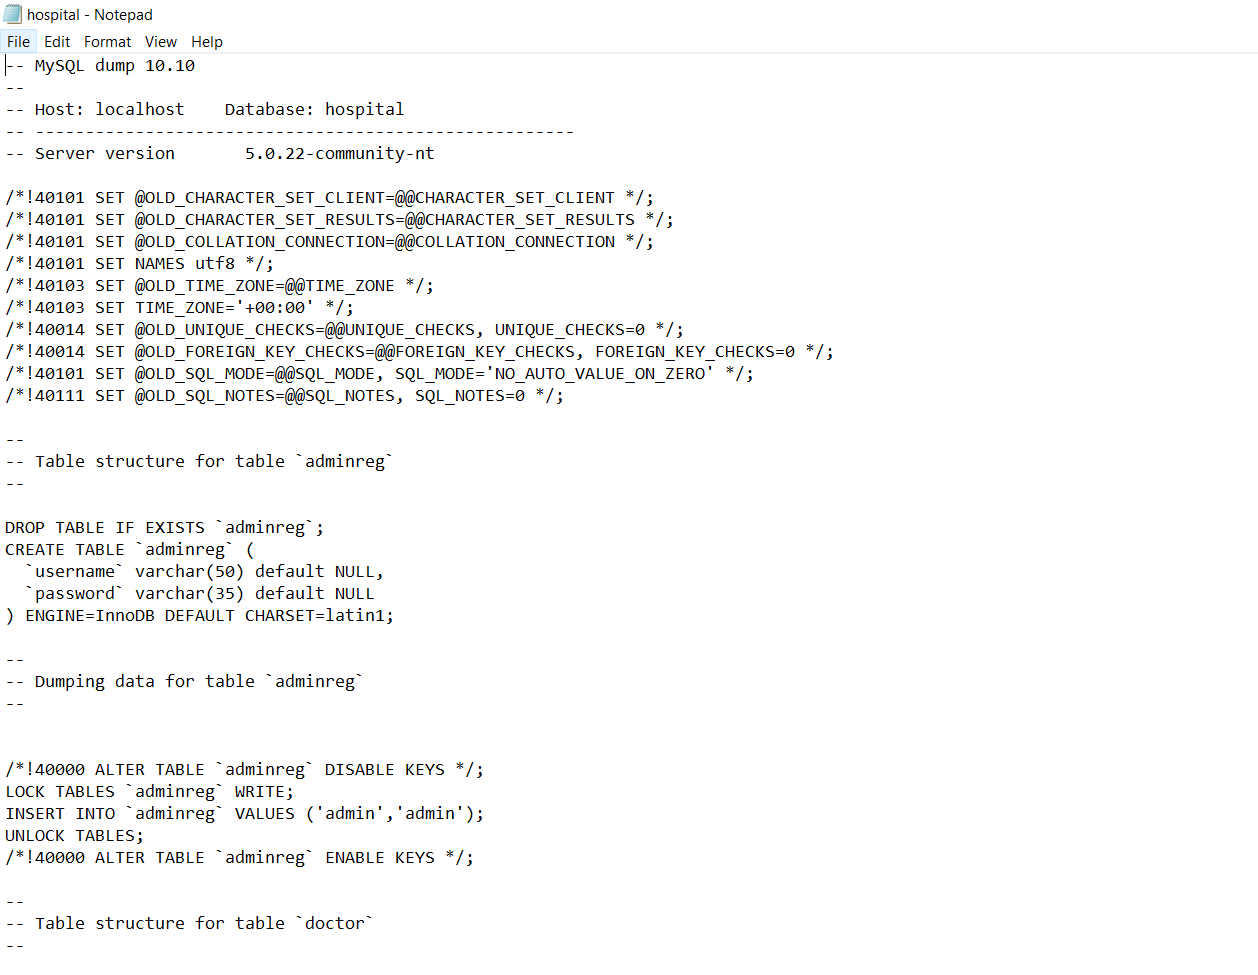 hospital - Notepad
File Edit Format View Help
-- MySQL dump 10.10
--
-- Host: localhost    Database: hospital
-- ------------------------------------------------------
-- Server version       5.0.22-community-nt

/*!40101 SET @OLD_CHARACTER_SET_CLIENT=@@CHARACTER_SET_CLIENT */;
/*!40101 SET @OLD_CHARACTER_SET_RESULTS=@@CHARACTER_SET_RESULTS */;
/*!40101 SET @OLD_COLLATION_CONNECTION=@@COLLATION_CONNECTION */;
/*!40101 SET NAMES utf8 */;
/*!40103 SET @OLD_TIME_ZONE=@@TIME_ZONE */;
/*!40103 SET TIME_ZONE='+00:00' */;
/*!40014 SET @OLD_UNIQUE_CHECKS=@@UNIQUE_CHECKS, UNIQUE_CHECKS=0 */;
/*!40014 SET @OLD_FOREIGN_KEY_CHECKS=@@FOREIGN_KEY_CHECKS, FOREIGN_KEY_CHECKS=0 */;
/*!40101 SET @OLD_SQL_MODE=@@SQL_MODE, SQL_MODE='NO_AUTO_VALUE_ON_ZERO' */;
/*!40111 SET @OLD_SQL_NOTES=@@SQL_NOTES, SQL_NOTES=0 */;

--
-- Table structure for table `adminreg`
--

DROP TABLE IF EXISTS `adminreg`;
CREATE TABLE `adminreg` (
  `username` varchar(50) default NULL,
  `password` varchar(35) default NULL
) ENGINE=InnoDB DEFAULT CHARSET=latin1;

--
-- Dumping data for table `adminreg`
--


/*!40000 ALTER TABLE `adminreg` DISABLE KEYS */;
LOCK TABLES `adminreg` WRITE;
INSERT INTO `adminreg` VALUES ('admin','admin');
UNLOCK TABLES;
/*!40000 ALTER TABLE `adminreg` ENABLE KEYS */;

--
-- Table structure for table `doctor`
--